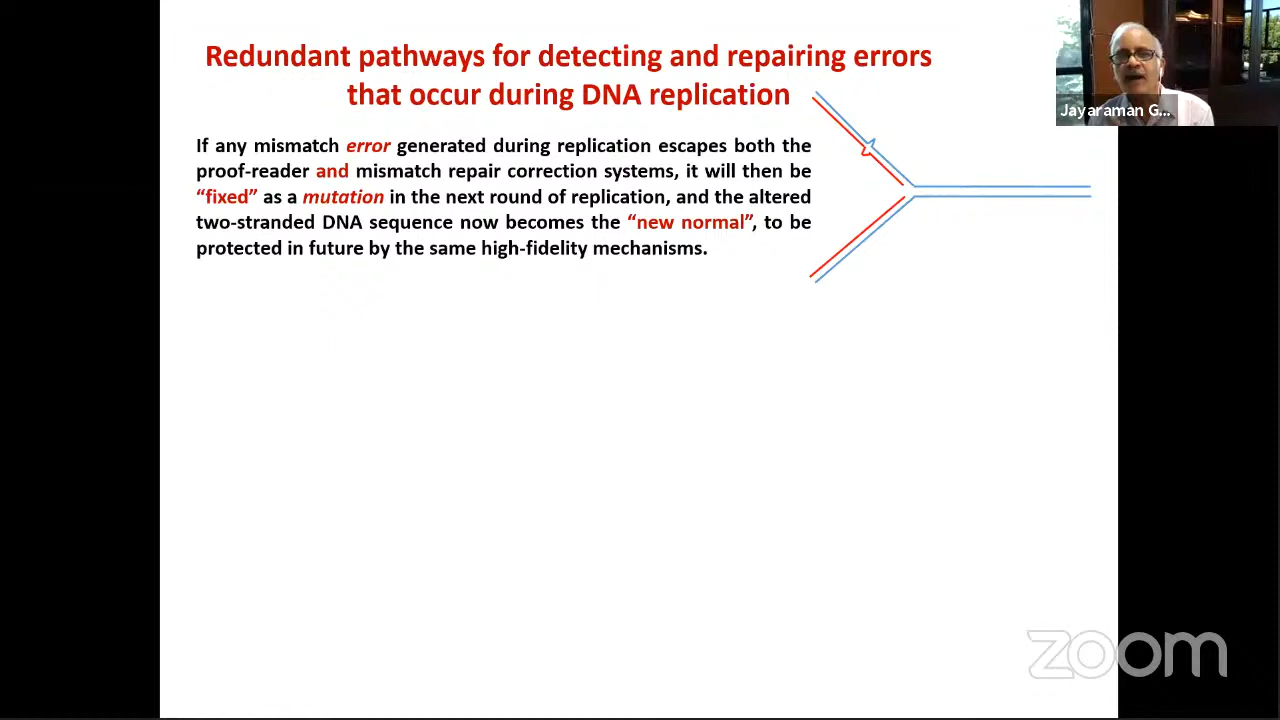 Redundant pathways for detecting and repairing errors
that occur during DNA replication
If any mismatch error generated during replication escapes both the
proof-reader and mismatch repair correction systems, it will then be
“fixed” as a mutation in the next round of replication, and the altered
two-stranded DNA sequence now becomes the “new normal”, to be
protected in future by the same high-fidelity mechanisms.
Jayaraman G...
zoom